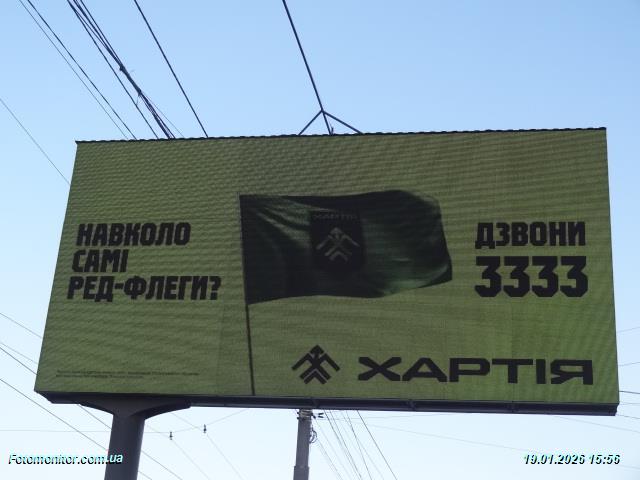 НАВКОЛО
САМІ
РЕД-ФЛЕГИ?
ХАРТІЯ
ДЗВОНИ
3333
ХАРТІЯ
Fotomonitor.com.ua
19.01.2026 15:56